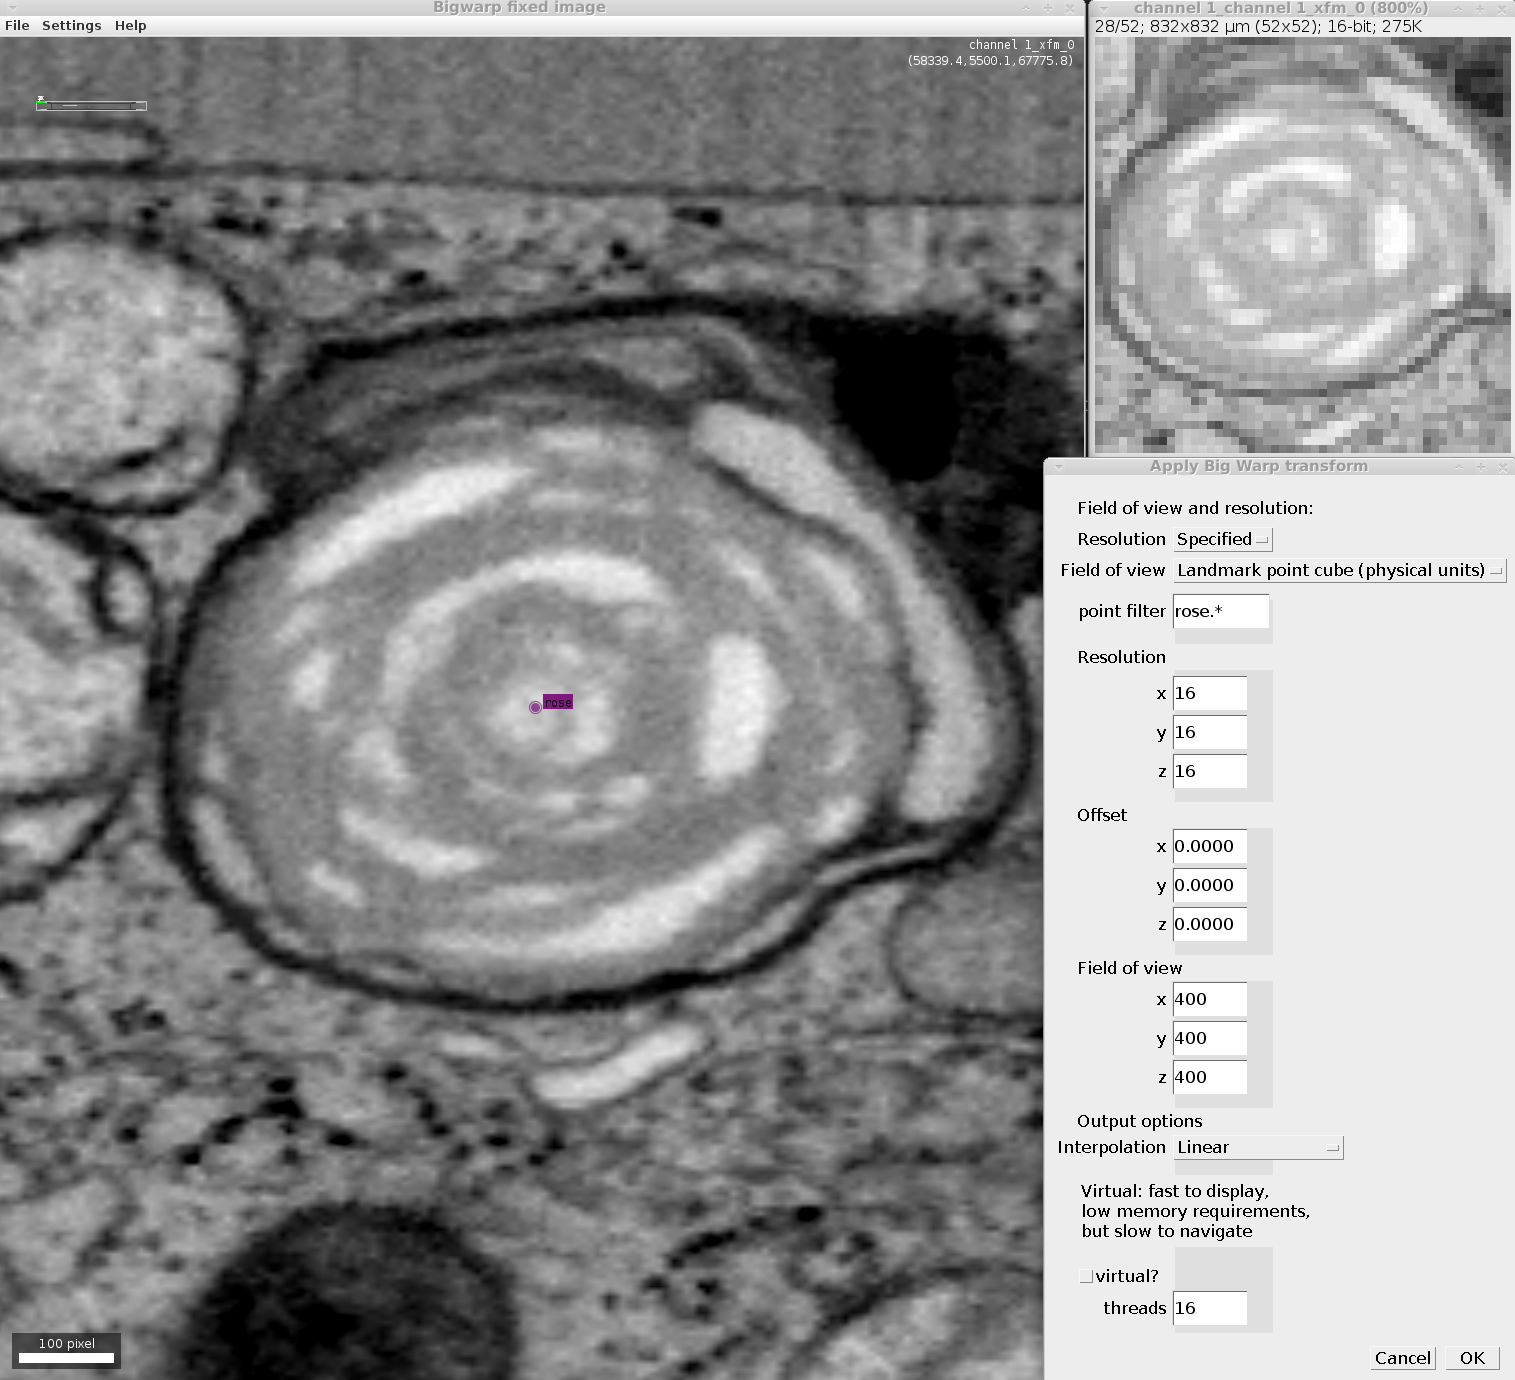 Bigwarp fixed image
File Settings Help
channel 1_xfm_0
(58339.4,5500.1,67775.8)
rose
100 pixel
channel 1_channel 1_xfm_0 (800%)
28/52; 832x832 µm (52x52); 16-bit; 275K
Apply Big Warp transform
Field of view and resolution:
Resolution Specified
Field of view Landmark point cube (physical units)
point filter rose.*
Resolution
x 16
y 16
z 16
Offset
x 0.0000
y 0.0000
z 0.0000
Field of view
x 400
y 400
z 400
Output options
Interpolation Linear
Virtual: fast to display,
low memory requirements,
but slow to navigate
virtual?
threads 16
Cancel OK